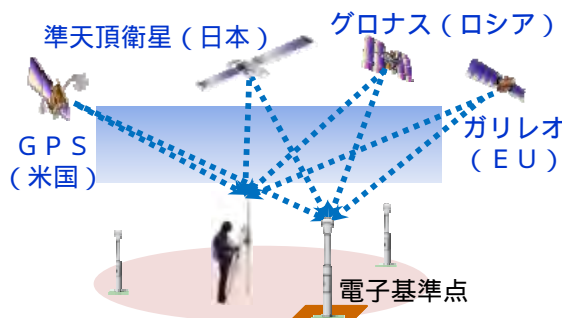 準天頂衛星（日本）
グロナス（ロシア）
ＧＰＳ
（米国）
ガリレオ
（ＥＵ）
電子基準点